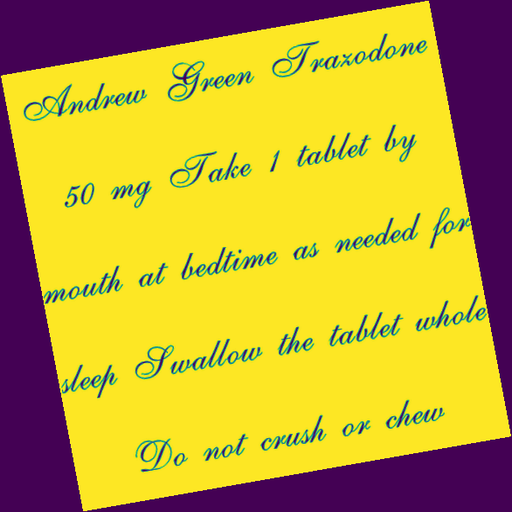 Andrew Green Trazodone
50 mg Take 1 tablet by
mouth at bedtime as needed for
sleep Swallow the tablet whole
Do not crush or chew